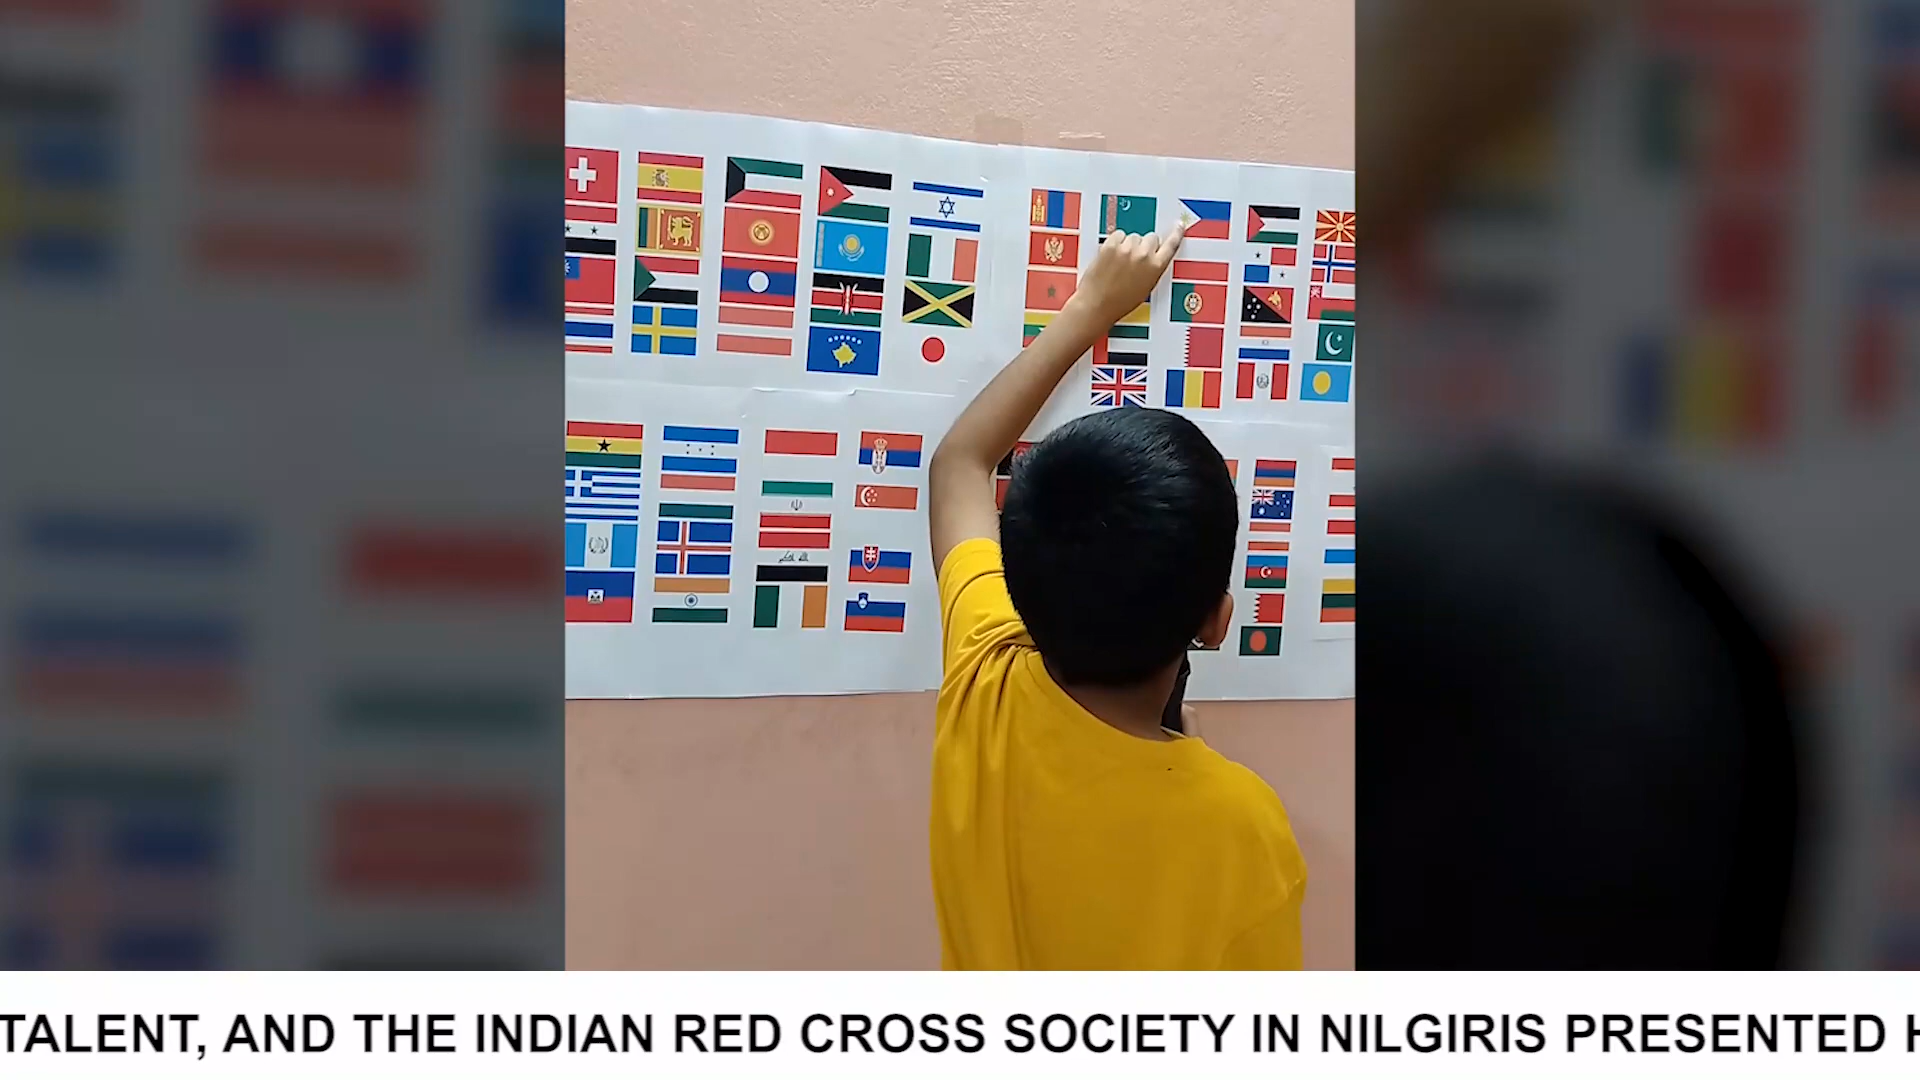 TALENT, AND THE INDIAN RED CROSS SOCIETY IN NILGIRIS PRESENTED H